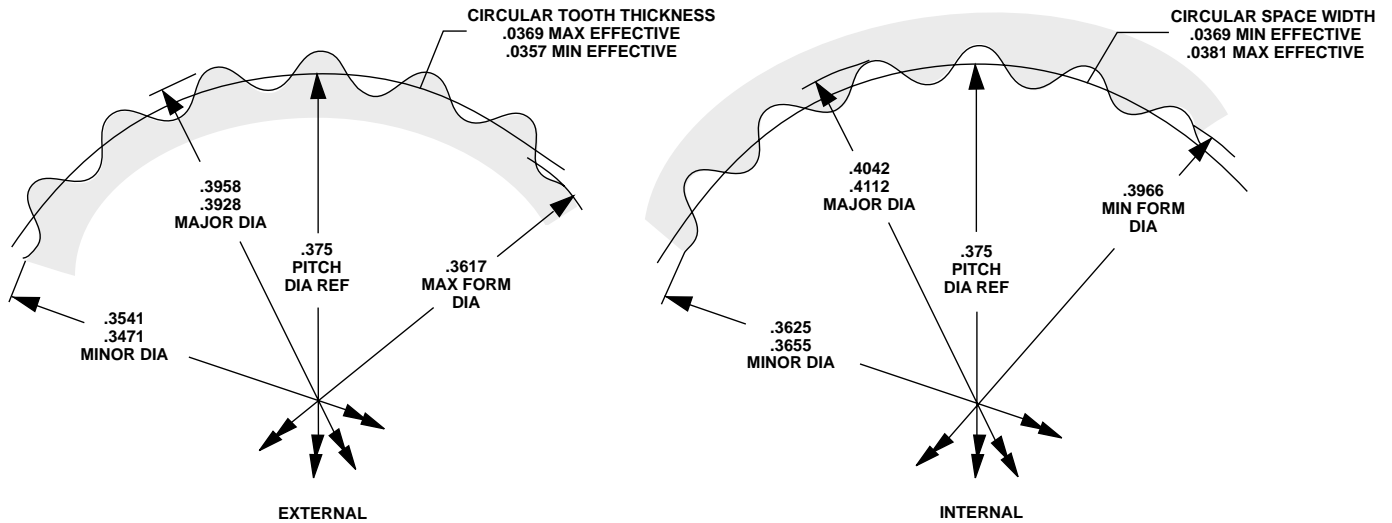 CIRCULAR TOOTH THICKNESS
.0369 MAX EFFECTIVE
.0357 MIN EFFECTIVE
.3958
.3928
MAJOR DIA
.375
PITCH
DIA REF
.3617
MAX FORM
DIA
.3541
.3471
MINOR DIA
EXTERNAL
CIRCULAR SPACE WIDTH
.0369 MIN EFFECTIVE
.0381 MAX EFFECTIVE
.4042
.4112
MAJOR DIA
.375
PITCH
DIA REF
.3966
MIN FORM
DIA
.3625
.3655
MINOR DIA
INTERNAL